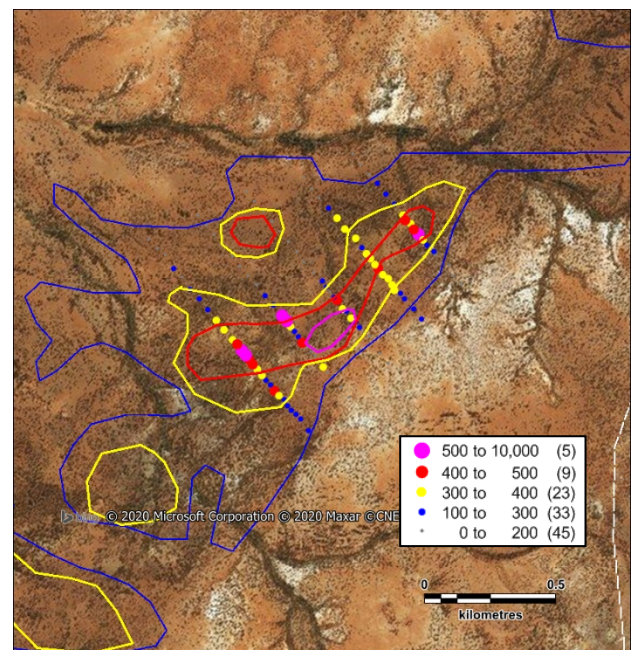 500 to 10,000 (5)
400 to 500 (9)
300 to 400 (23)
100 to 300 (33)
0 to 200 (45)
© 2020 Microsoft Corporation © 2020 Maxar ©CNE
0 0.5
kilometres